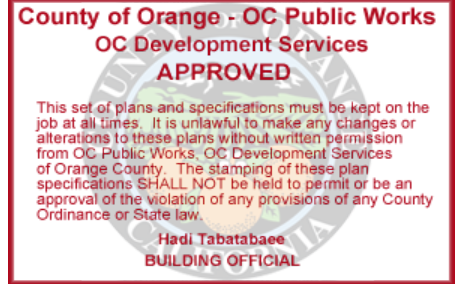 County of Orange - OC Public Works
OC Development Services
APPROVED
This set of plans and specifications must be kept on the
job at all times. It is unlawful to make any changes or
alterations to these plans without written permission
from OC Public Works, OC Development Services
of Orange County. The stamping of these plan
specifications SHALL NOT be held to permit or be an
approval of the violation of any provisions of any County
Ordinance or State law.
Hadi Tabatabaee
BUILDING OFFICIAL
COUNTY OF ORANGE
CALIFORNIA